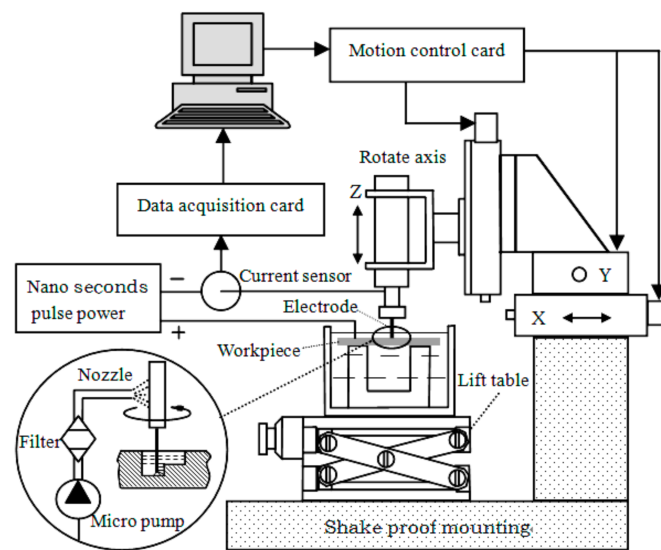 Motion control card
Rotate axis
Z
Data acquisition card
Current sensor
Nano seconds
pulse power
−
+
Y
X
Electrode
Workpiece
Lift table
Nozzle
Filter
Micro pump
Shake proof mounting